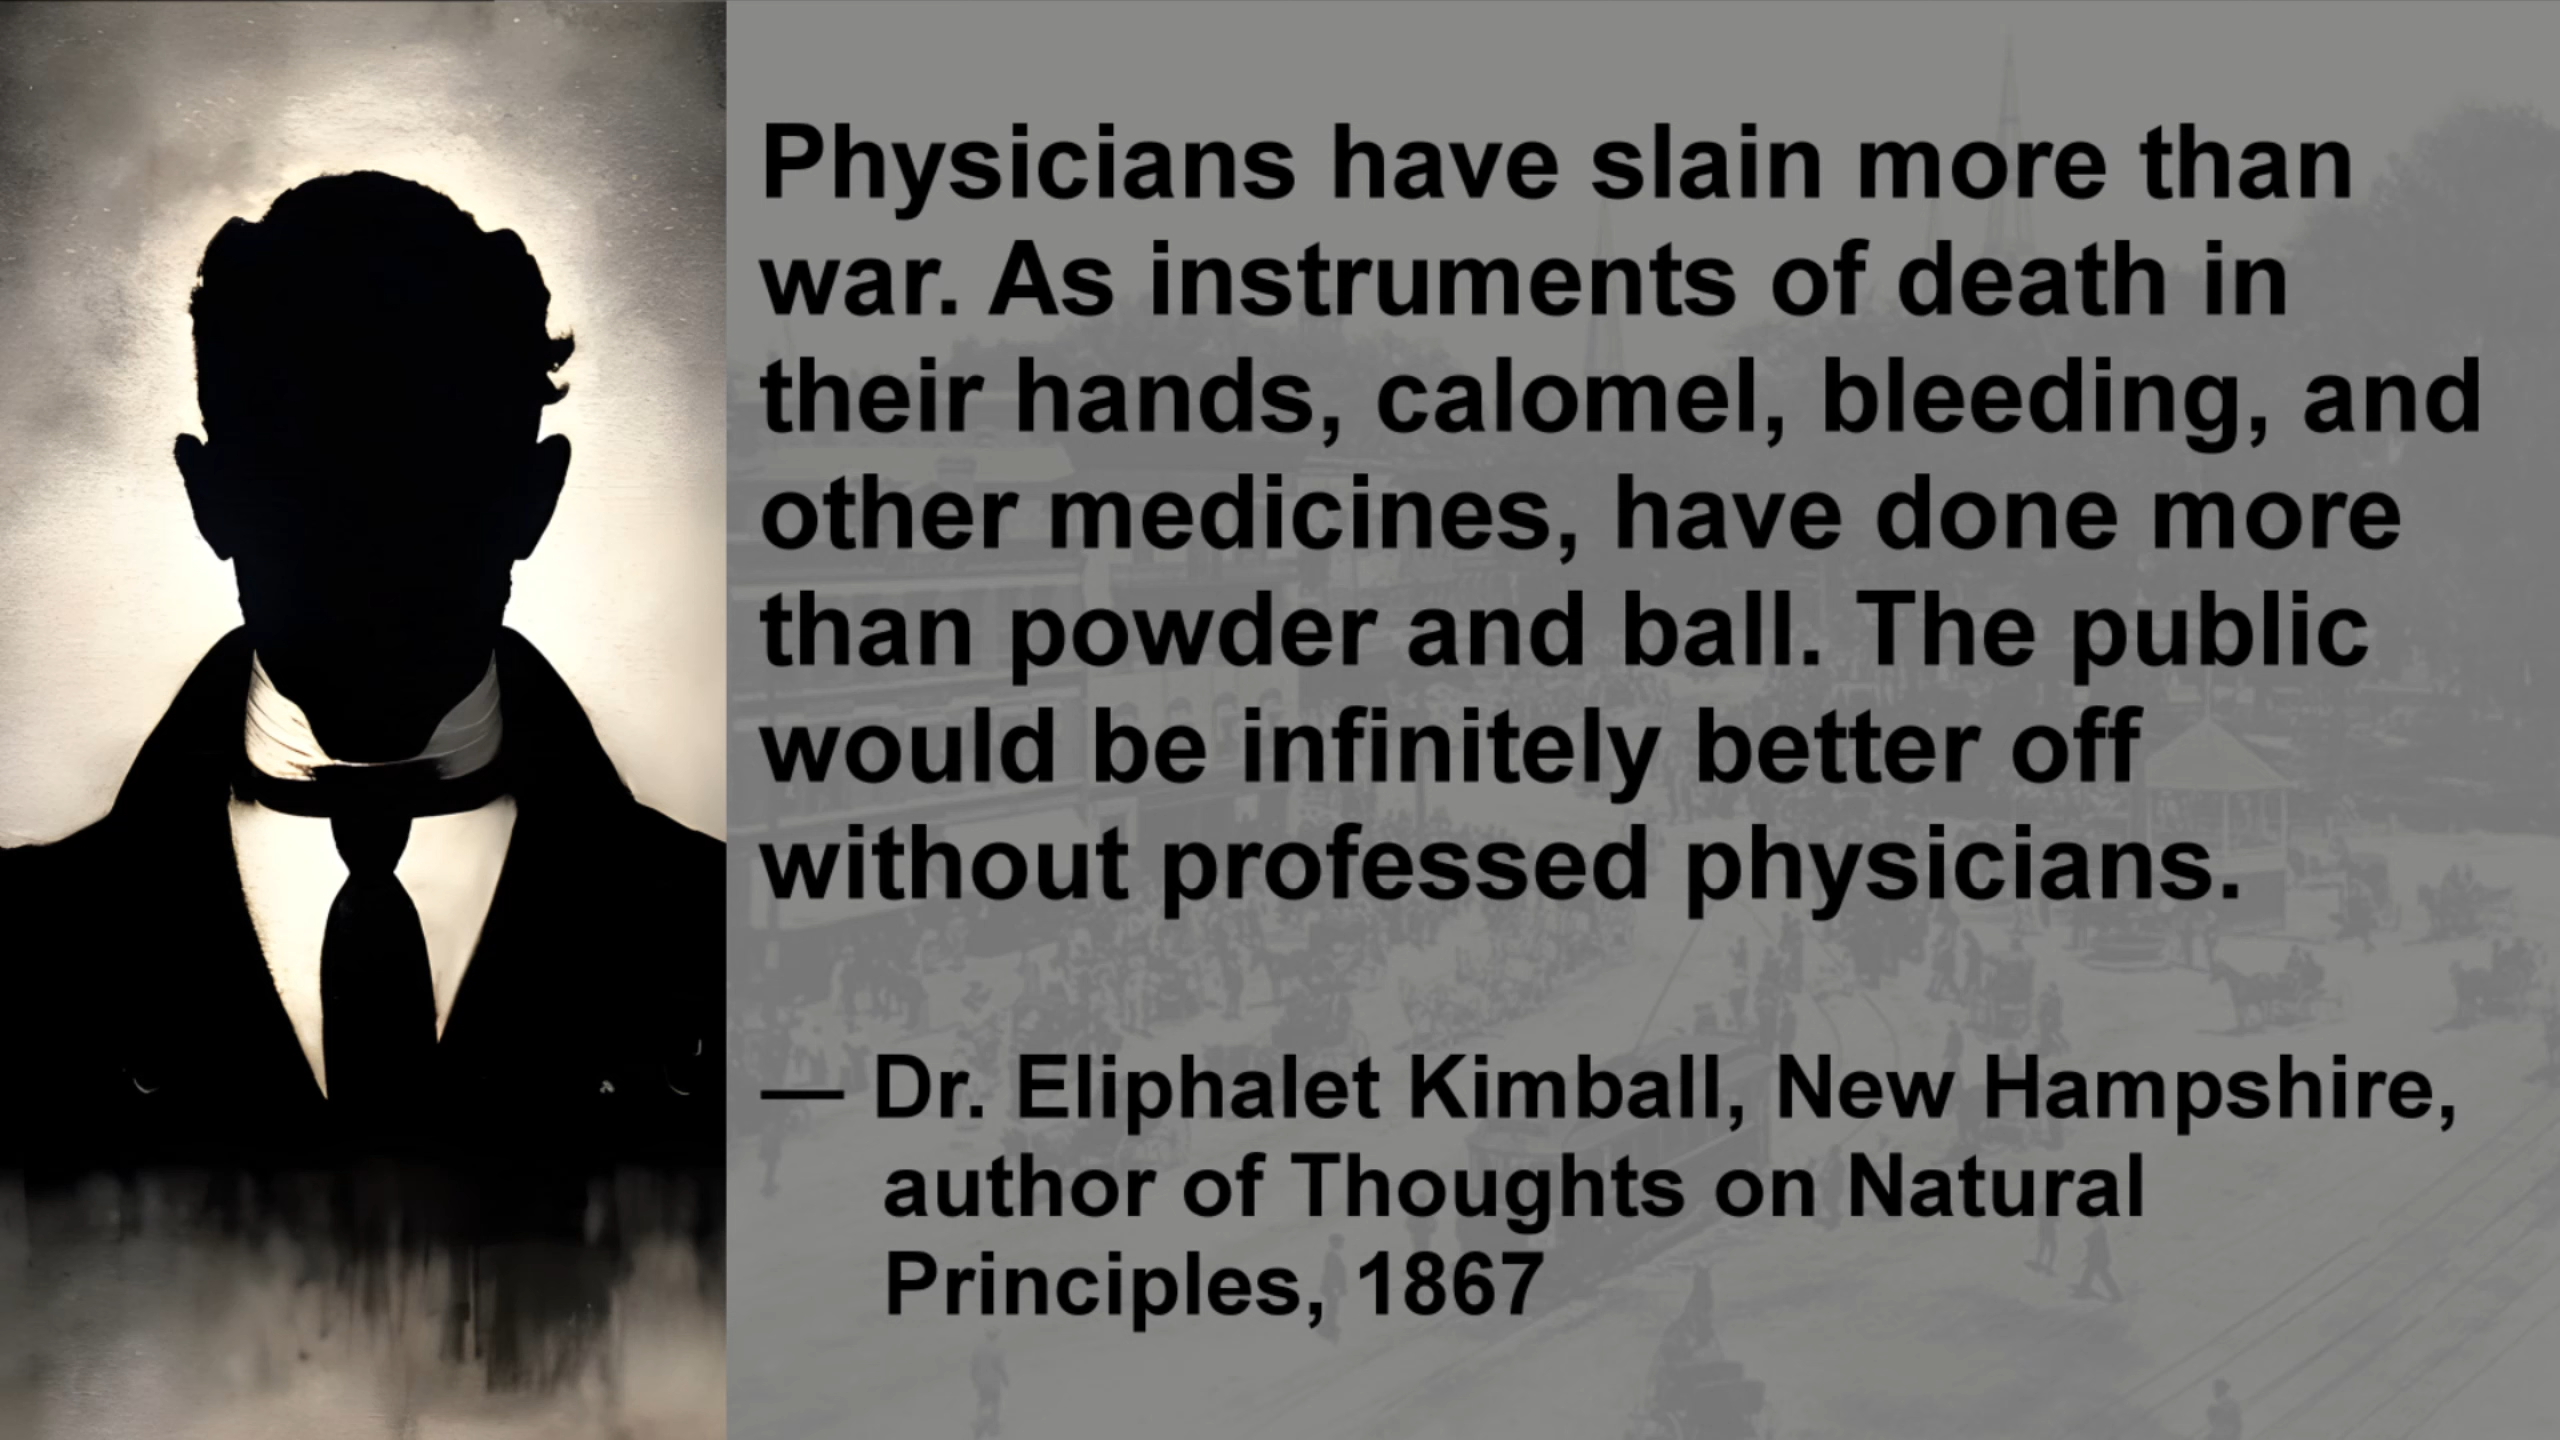 Physicians have slain more than
war. As instruments of death in
their hands, calomel, bleeding, and
other medicines, have done more
than powder and ball. The public
would be infinitely better off
without professed physicians.
— Dr. Eliphalet Kimball, New Hampshire,
author of Thoughts on Natural
Principles, 1867